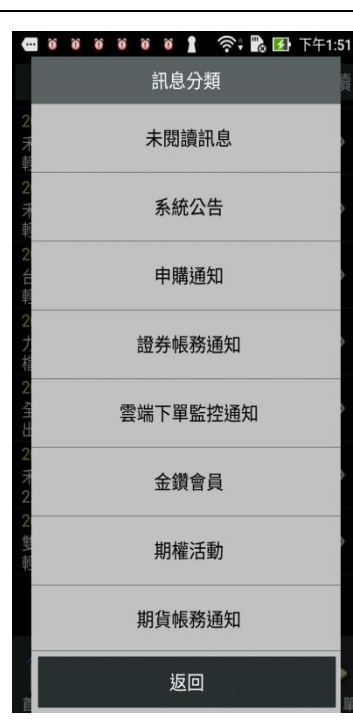 下午1:51
訊息分類
未閱讀訊息
系統公告
申購通知
證券帳務通知
雲端下單監控通知
金鑽會員
期權活動
期貨帳務通知
返回